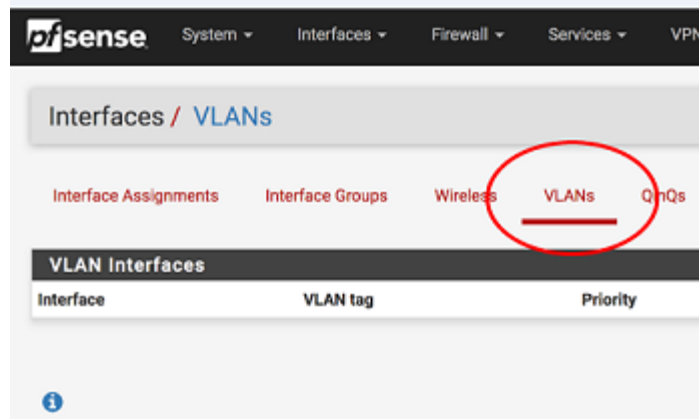 pfsense System Interfaces Firewall Services VPN
Interfaces / VLANs
Interface Assignments Interface Groups Wireless VLANs QinQs
VLAN Interfaces
Interface VLAN tag Priority